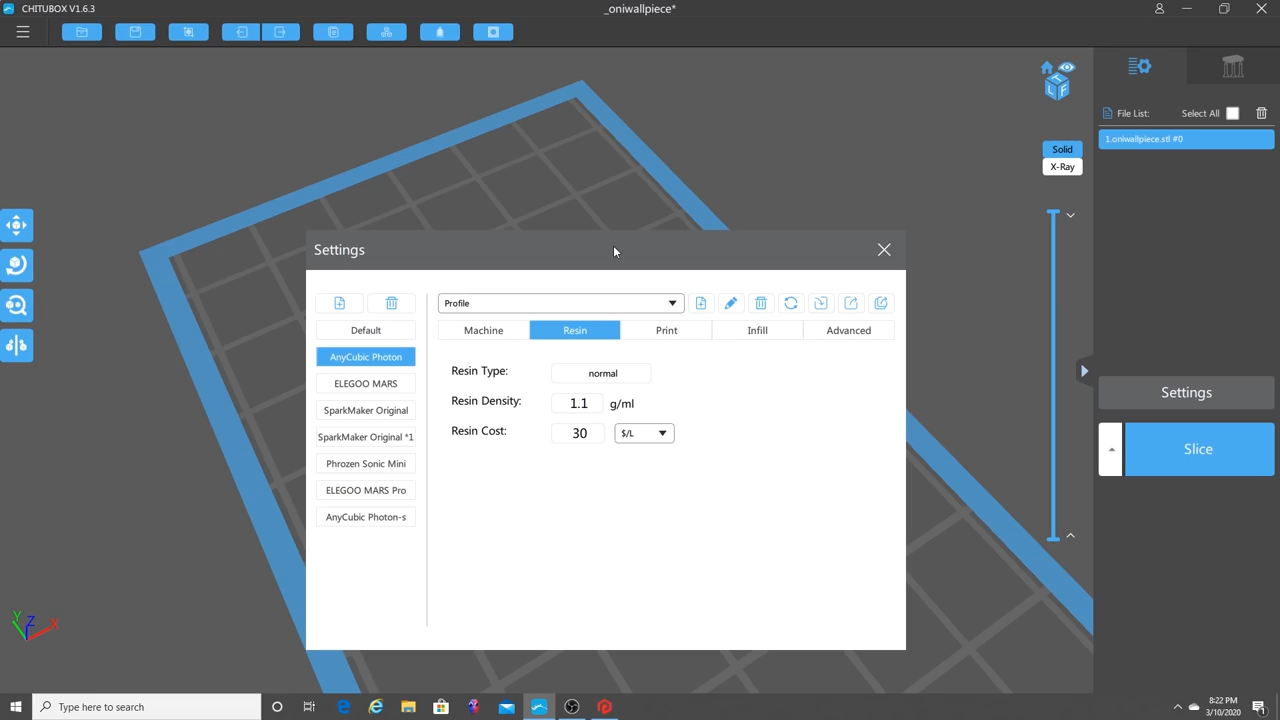 CHITUBOX V1.6.3
_oniwallpiece*
File List:
Select All
1.oniwallpiece.stl #0
Solid
X-Ray
T
L
F
Settings
Profile
Default
Machine
Resin
Print
Infill
Advanced
AnyCubic Photon
ELEGOO MARS
SparkMaker Original
SparkMaker Original *1
Phrozen Sonic Mini
ELEGOO MARS Pro
AnyCubic Photon-s
Resin Type:
normal
Resin Density:
1.1
g/ml
Resin Cost:
30
$/L
Settings
Slice
Y
Z
X
Type here to search
8:22 PM
3/10/2020
1